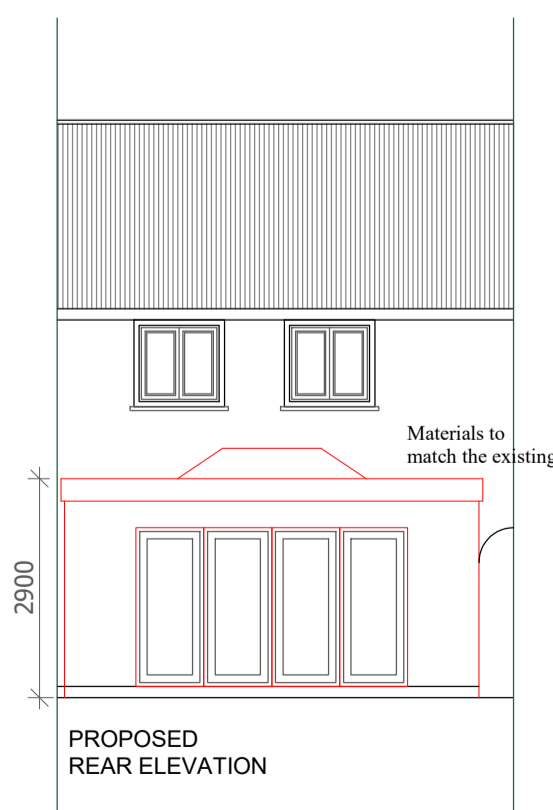 Materials to
match the existing
2900
PROPOSED
REAR ELEVATION